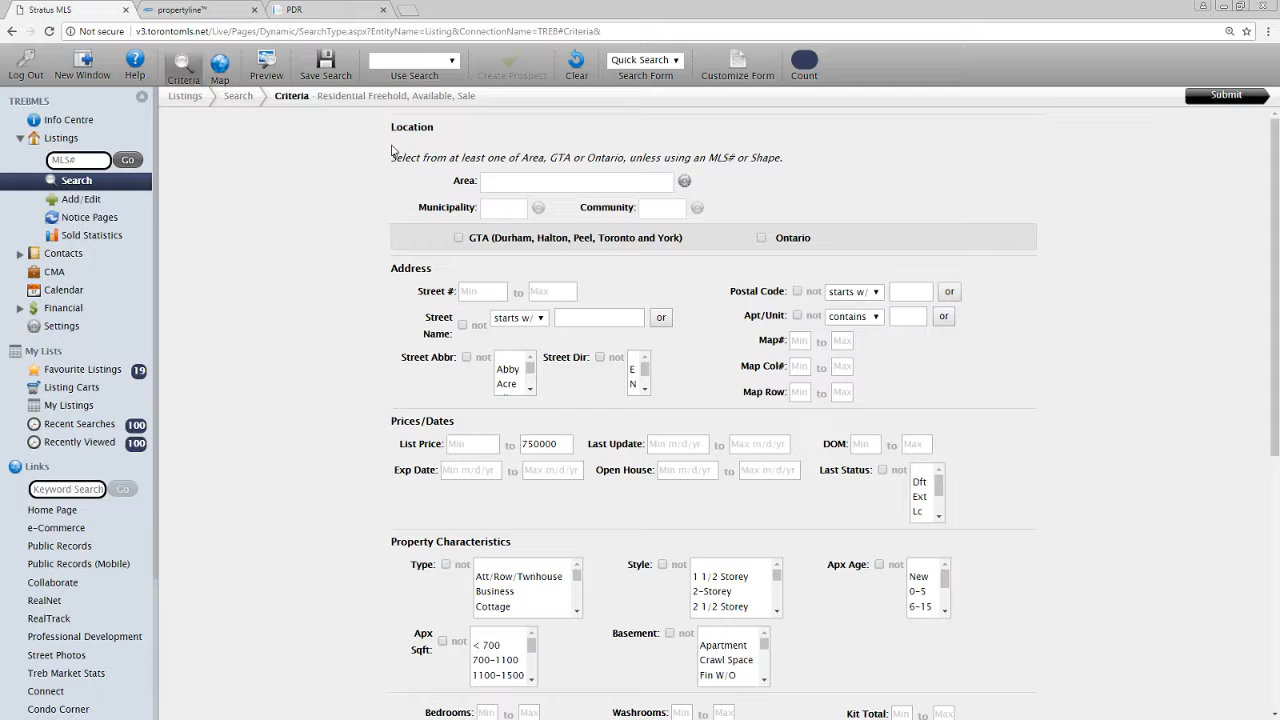 Stratus MLS
propertyline™
PDR
Not secure
v3.torontomls.net/Live/Pages/Dynamic/SearchType.aspx?EntityName=Listing&ConnectionName=TREB#Criteria&
Log Out
New Window
Help
Criteria
Map
Preview
Save Search
Use Search
Create Prospect
Clear
Quick Search
Search Form
Customize Form
Count
TREBMLS
Listings
Search
Criteria - Residential Freehold, Available, Sale
Submit
Info Centre
Listings
MLS#
Go
Search
Add/Edit
Notice Pages
Sold Statistics
Contacts
CMA
Calendar
Financial
Settings
My Lists
Favourite Listings 19
Listing Carts
My Listings
Recent Searches 100
Recently Viewed 100
Links
Keyword Search
Go
Home Page
e-Commerce
Public Records
Public Records (Mobile)
Collaborate
RealNet
RealTrack
Professional Development
Street Photos
Treb Market Stats
Connect
Condo Corner
Location
Select from at least one of Area, GTA or Ontario, unless using an MLS# or Shape.
Area:
Municipality:
Community:
GTA (Durham, Halton, Peel, Toronto and York)
Ontario
Address
Street #: Min to Max
Postal Code: not starts w/ or
Street Name: not starts w/ or
Apt/Unit: not contains or
Map#: Min to Max
Street Abbr: not
Abby
Acre
Street Dir: not
E
N
Map Col#: Min to Max
Map Row: Min to Max
Prices/Dates
List Price: Min to 750000
Last Update: Min m/d/yr to Max m/d/yr
DOM: Min to Max
Exp Date: Min m/d/yr to Max m/d/yr
Open House: Min m/d/yr to Max m/d/yr
Last Status: not
Dft
Ext
Lc
Property Characteristics
Type: not
Att/Row/Twnhouse
Business
Cottage
Style: not
1 1/2 Storey
2-Storey
2 1/2 Storey
Apx Age: not
New
0-5
6-15
Apx Sqft: not
< 700
700-1100
1100-1500
Basement: not
Apartment
Crawl Space
Fin W/O
Bedrooms: Min to Max
Washrooms: Min to Max
Kit Total: Min to Max